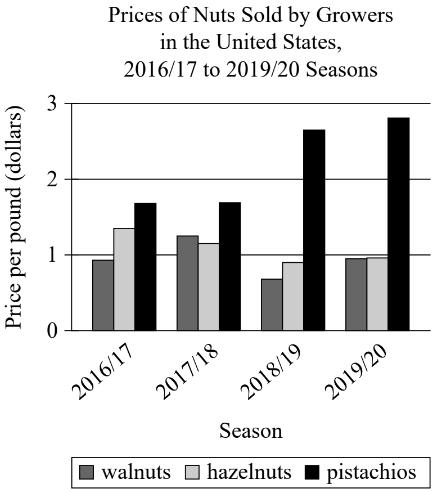 Prices of Nuts Sold by Growers
in the United States,
2016/17 to 2019/20 Seasons
Price per pound (dollars)
3
2
1
0
2016/17
2017/18
2018/19
2019/20
Season
walnuts hazelnuts pistachios